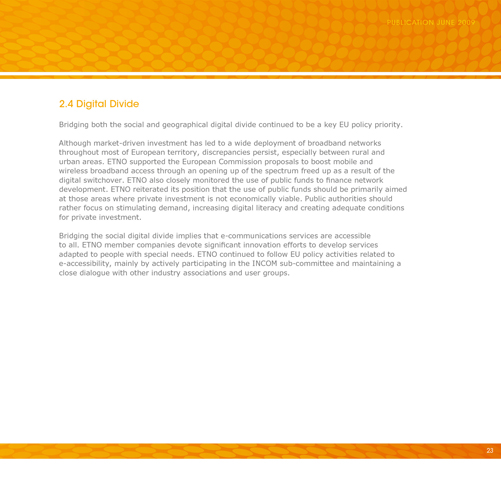 PUBLICATION JUNE 2009
2.4 Digital Divide
Bridging both the social and geographical digital divide continued to be a key EU policy priority.
Although market-driven investment has led to a wide deployment of broadband networks
throughout most of European territory, discrepancies persist, especially between rural and
urban areas. ETNO supported the European Commission proposals to boost mobile and
wireless broadband access through an opening up of the spectrum freed up as a result of the
digital switchover. ETNO also closely monitored the use of public funds to finance network
development. ETNO reiterated its position that the use of public funds should be primarily aimed
at those areas where private investment is not economically viable. Public authorities should
rather focus on stimulating demand, increasing digital literacy and creating adequate conditions
for private investment.
Bridging the social digital divide implies that e-communications services are accessible
to all. ETNO member companies devote significant innovation efforts to develop services
adapted to people with special needs. ETNO continued to follow EU policy activities related to
e-accessibility, mainly by actively participating in the INCOM sub-committee and maintaining a
close dialogue with other industry associations and user groups.
23